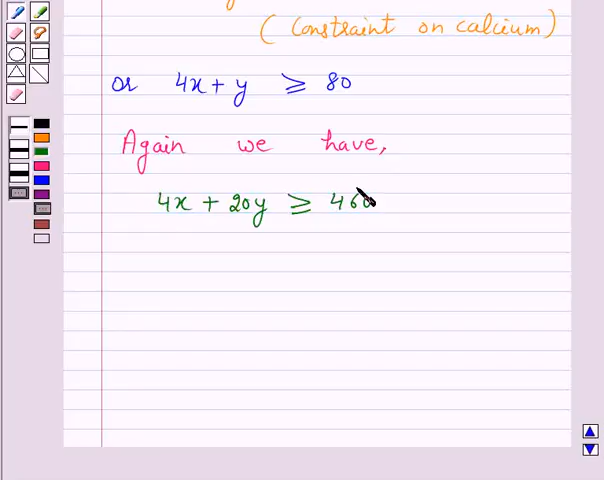 (Constraint on calcium)
or 4x + y ≥ 80
Again we have,
4x + 20y ≥ 460